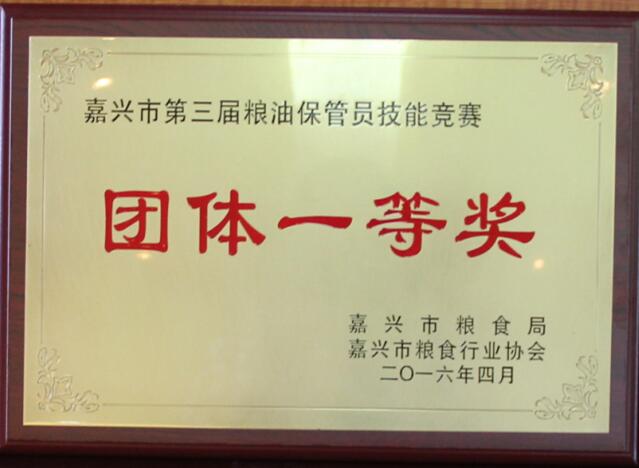 嘉兴市第三届粮油保管员技能竞赛
团体一等奖
嘉兴市粮食局
嘉兴市粮食行业协会
二〇一六年四月